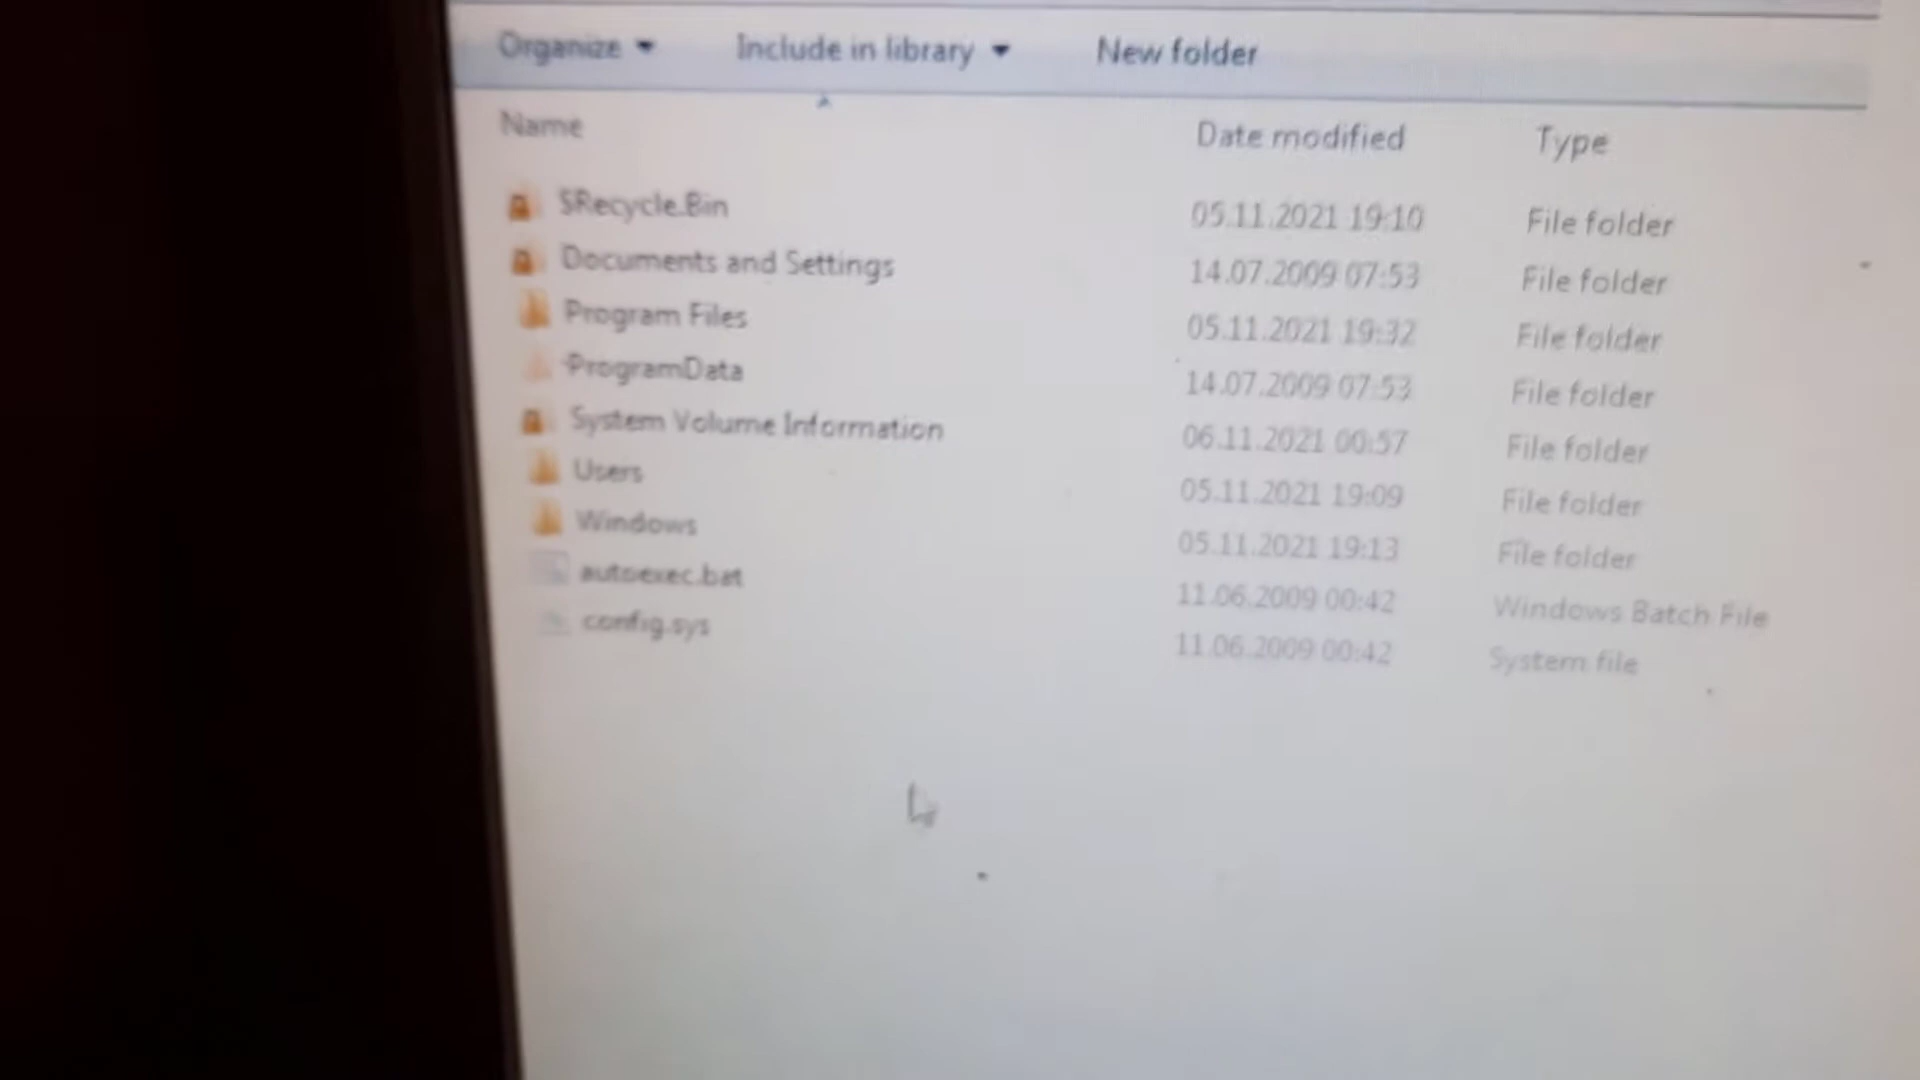 Organize Include in library New folder
Name Date modified Type
$Recycle.Bin 05.11.2021 19:10 File folder
Documents and Settings 14.07.2009 07:53 File folder
Program Files 05.11.2021 19:32 File folder
ProgramData 14.07.2009 07:53 File folder
System Volume Information 06.11.2021 00:57 File folder
Users 05.11.2021 19:09 File folder
Windows 05.11.2021 19:13 File folder
autoexec.bat 11.06.2009 00:42 Windows Batch File
config.sys 11.06.2009 00:42 System file